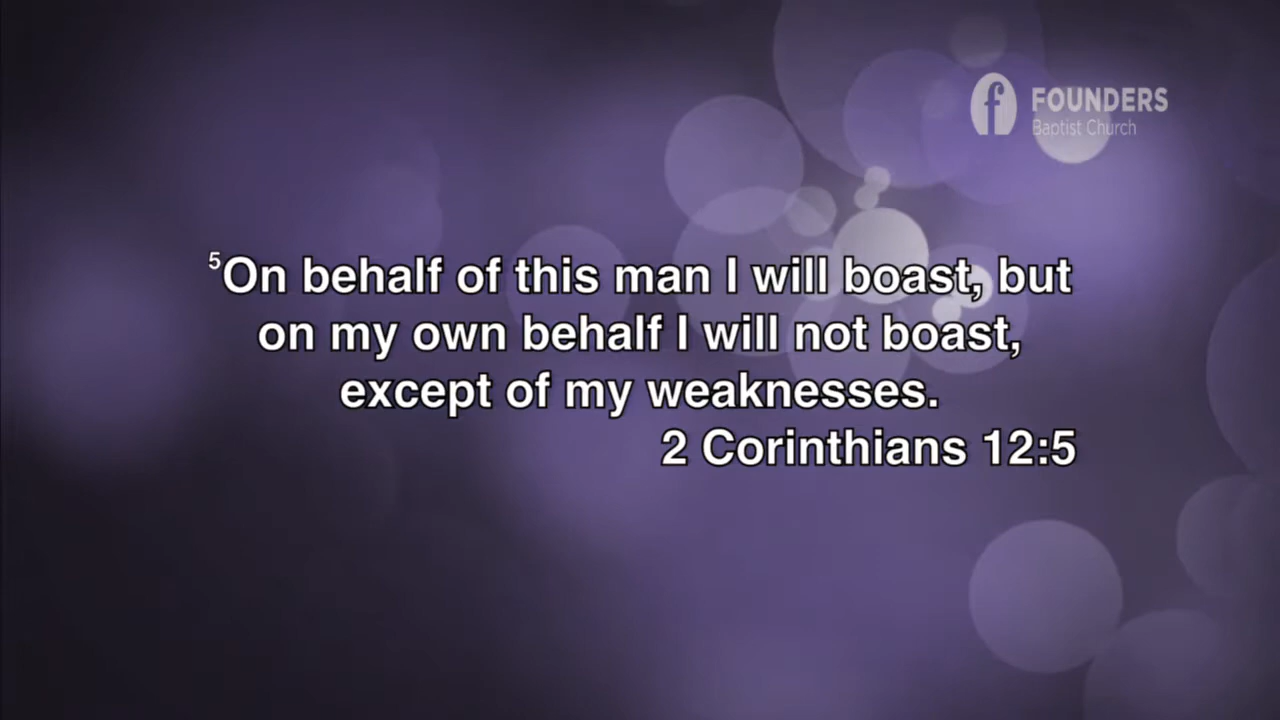 FOUNDERS
Baptist Church
⁵On behalf of this man I will boast, but
on my own behalf I will not boast,
except of my weaknesses.
2 Corinthians 12:5